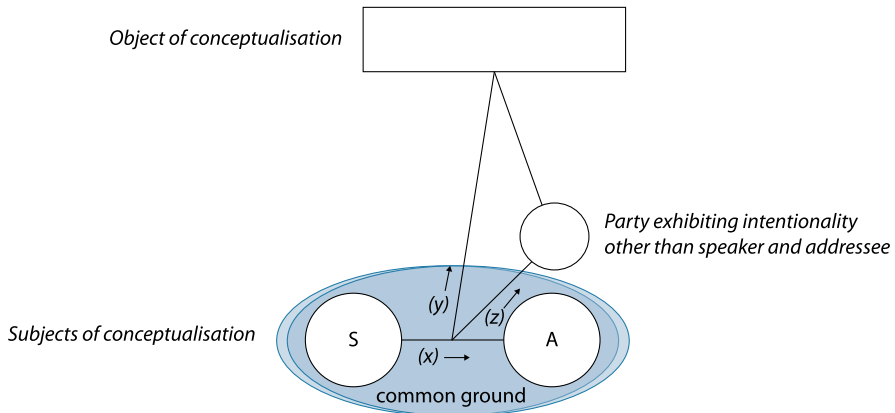 Object of conceptualisation
Party exhibiting intentionality
other than speaker and addressee
(y)
(z)
Subjects of conceptualisation
S
A
(x)
common ground